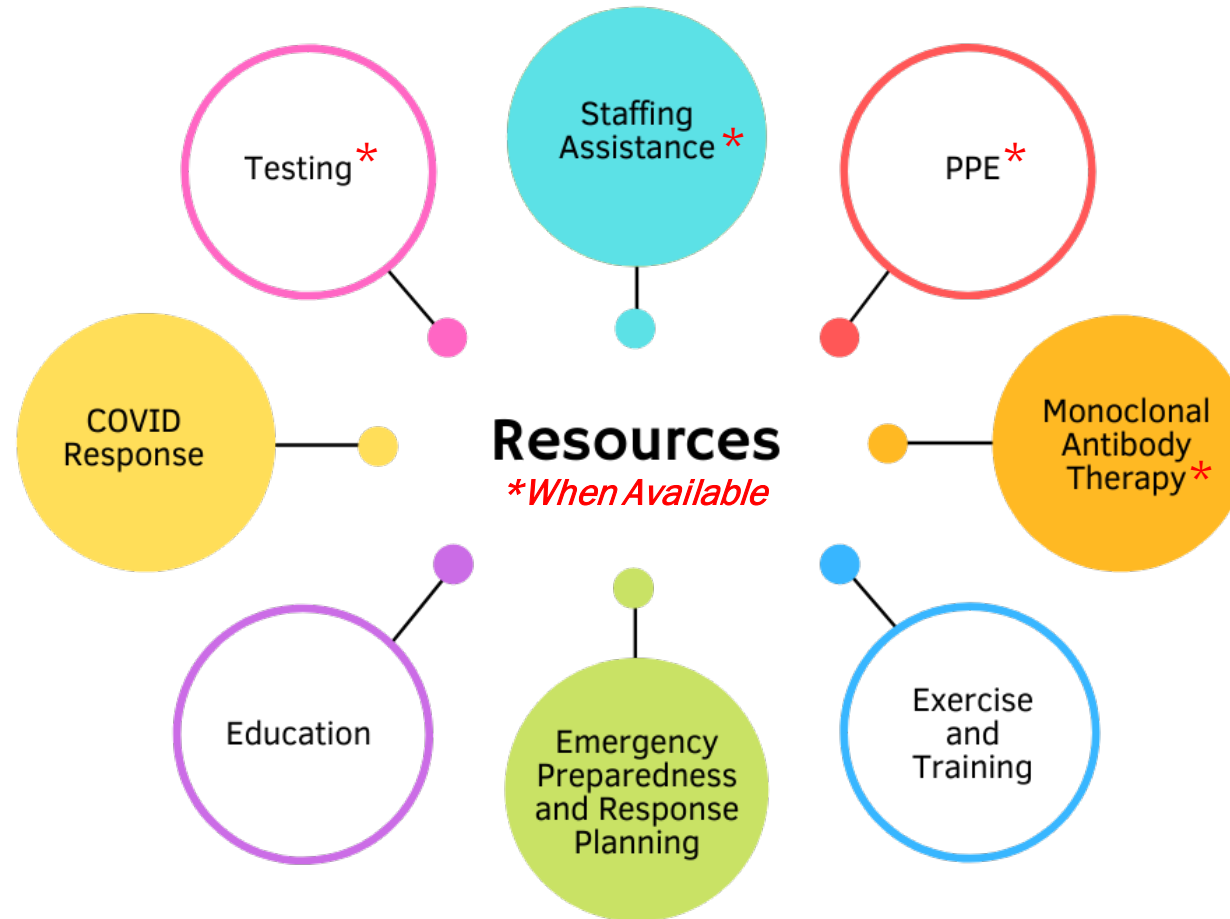 Staffing
Assistance*
Testing*
PPE*
COVID
Response
Resources
*When Available
Monoclonal
Antibody
Therapy*
Education
Emergency
Preparedness
and Response
Planning
Exercise
and
Training